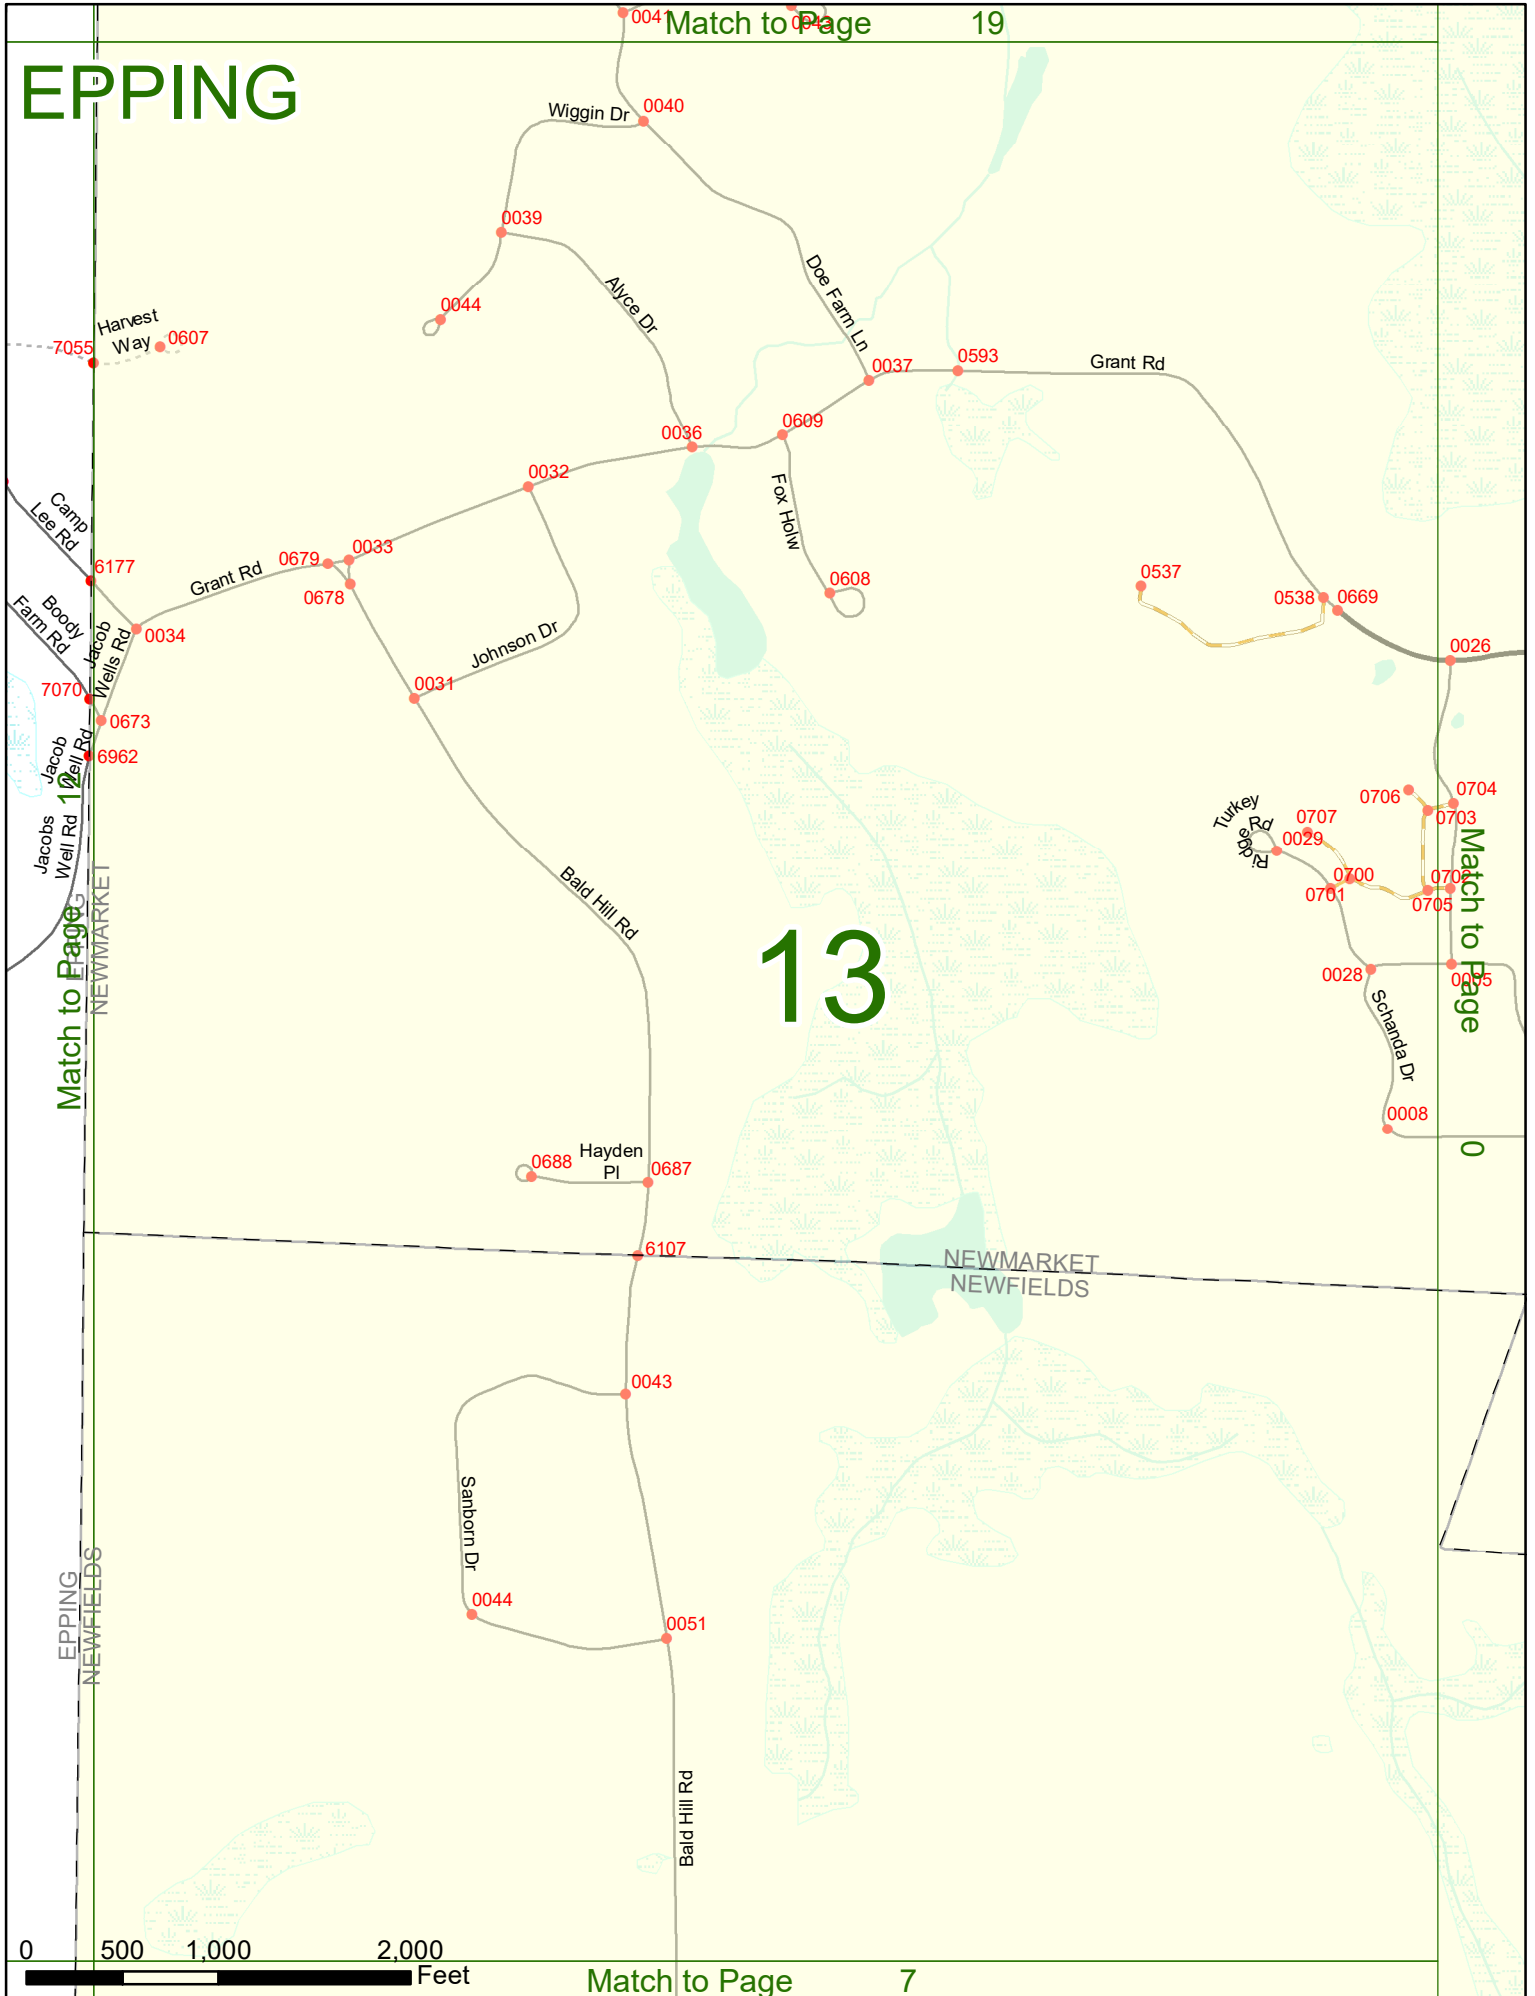 0041
0043
Match to Page 19
EPPING
Wiggin Dr
0040
0039
Alyce Dr
Doe Farm Ln
0044
Harvest
Way
0607
7055
0037
0593
Grant Rd
0036
0609
0032
Fox Holw
Camp
Lee Rd
6177
0679
0033
Grant Rd
0678
0608
0537
0538
0669
0026
Boody
Farm Rd
Jacob
Wells Rd
0034
Johnson Dr
7070
0031
0673
Jacob
Well Rd
6962
Match to Page 12
Jacobs
Well Rd
EPPING
NEWMARKET
0706
0704
0703
Turkey
Ridge
Rd
0707
0029
0700
0701
0702
0705
Match to Page 0
Bald Hill Rd
13
0028
0005
Schanda Dr
0008
Hayden
Pl
0688
0687
6107
NEWMARKET
NEWFIELDS
0043
Sanborn Dr
0044
0051
EPPING
NEWFIELDS
Bald Hill Rd
0 500 1,000 2,000
Feet
Match to Page 7